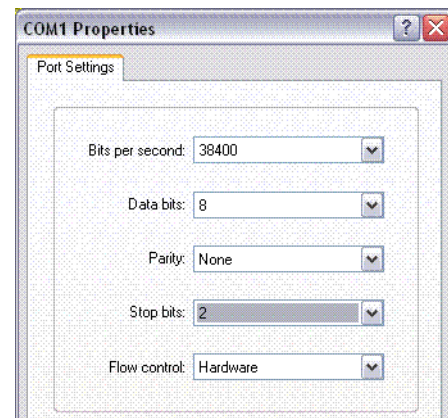 COM1 Properties
Port Settings
Bits per second: 38400
Data bits: 8
Parity: None
Stop bits: 2
Flow control: Hardware